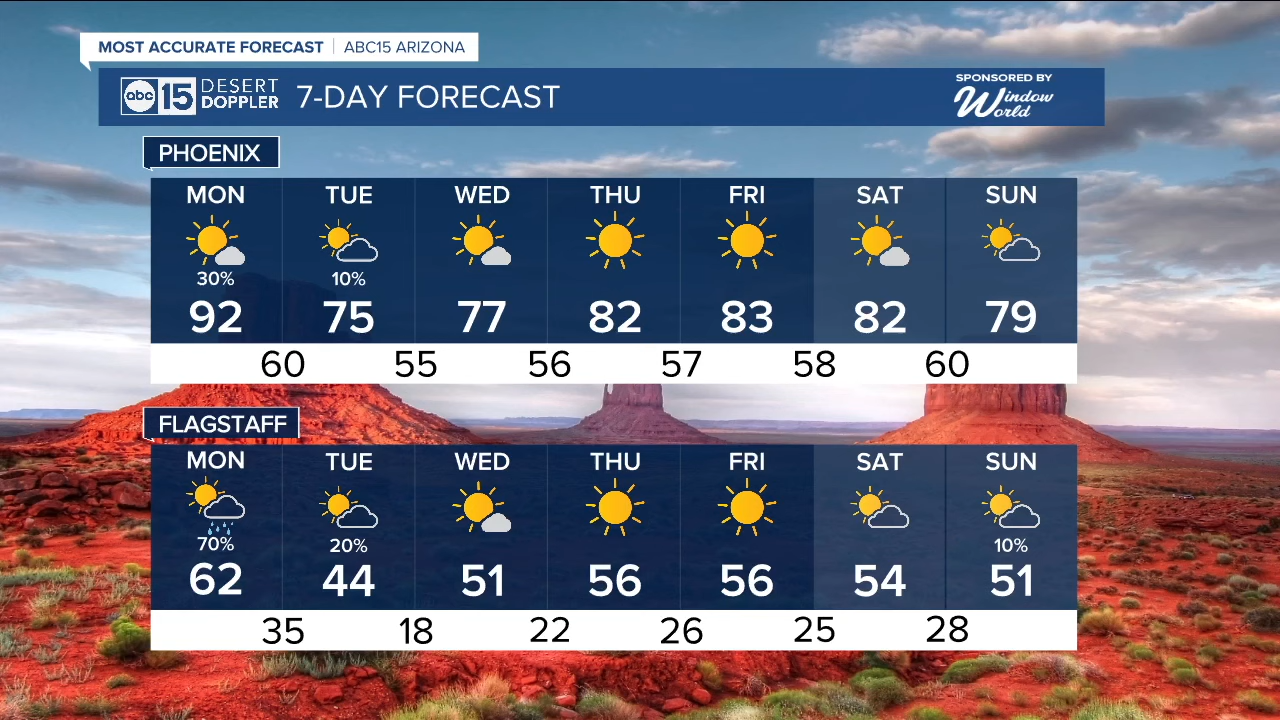 MOST ACCURATE FORECAST | ABC15 ARIZONA
abc 15 DESERT DOPPLER 7-DAY FORECAST
SPONSORED BY
Window World
PHOENIX
MON TUE WED THU FRI SAT SUN
30% 10%
92 75 77 82 83 82 79
60 55 56 57 58 60
FLAGSTAFF
MON TUE WED THU FRI SAT SUN
70% 20% 10%
62 44 51 56 56 54 51
35 18 22 26 25 28